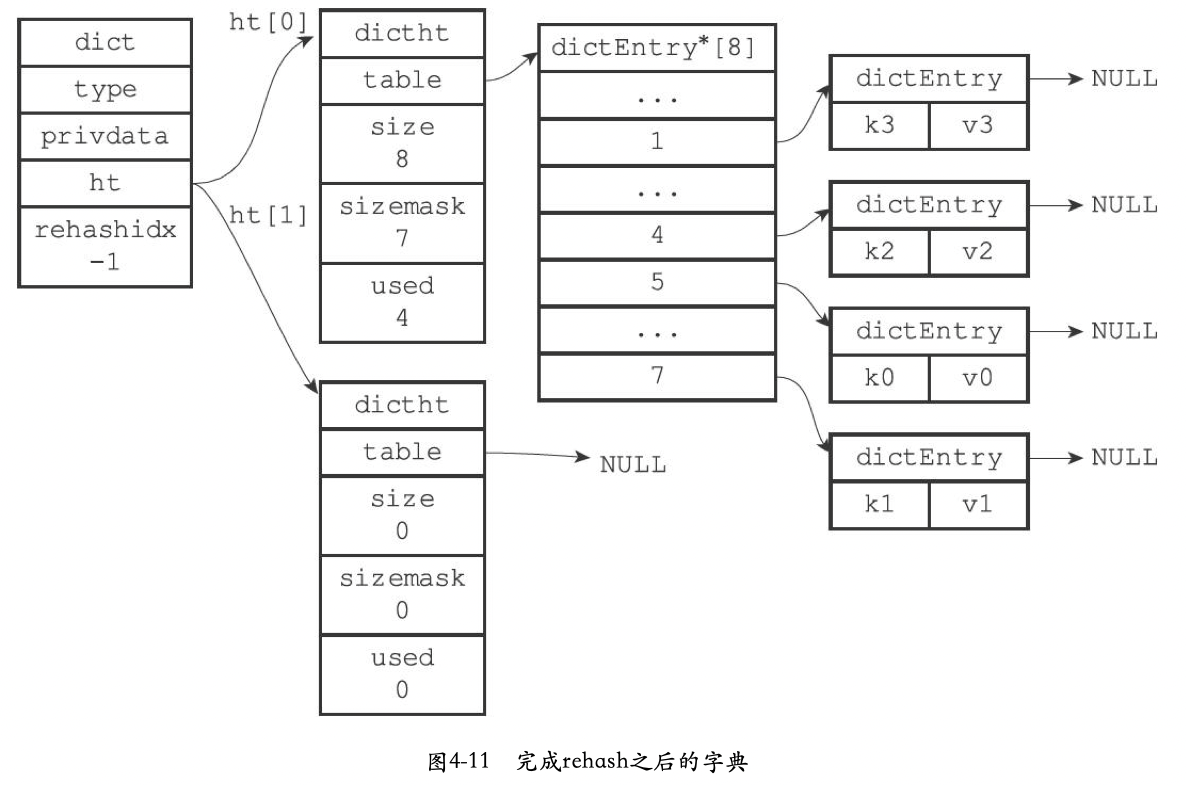 dict
type
privdata
ht
rehashidx
-1
ht[0]
ht[1]
dictht
table
size
8
sizemask
7
used
4
dictht
table
size
0
sizemask
0
used
0
NULL
dictEntry*[8]
...
1
...
4
5
...
7
dictEntry
k3 v3
NULL
dictEntry
k2 v2
NULL
dictEntry
k0 v0
NULL
dictEntry
k1 v1
NULL
图4-11 完成rehash之后的字典